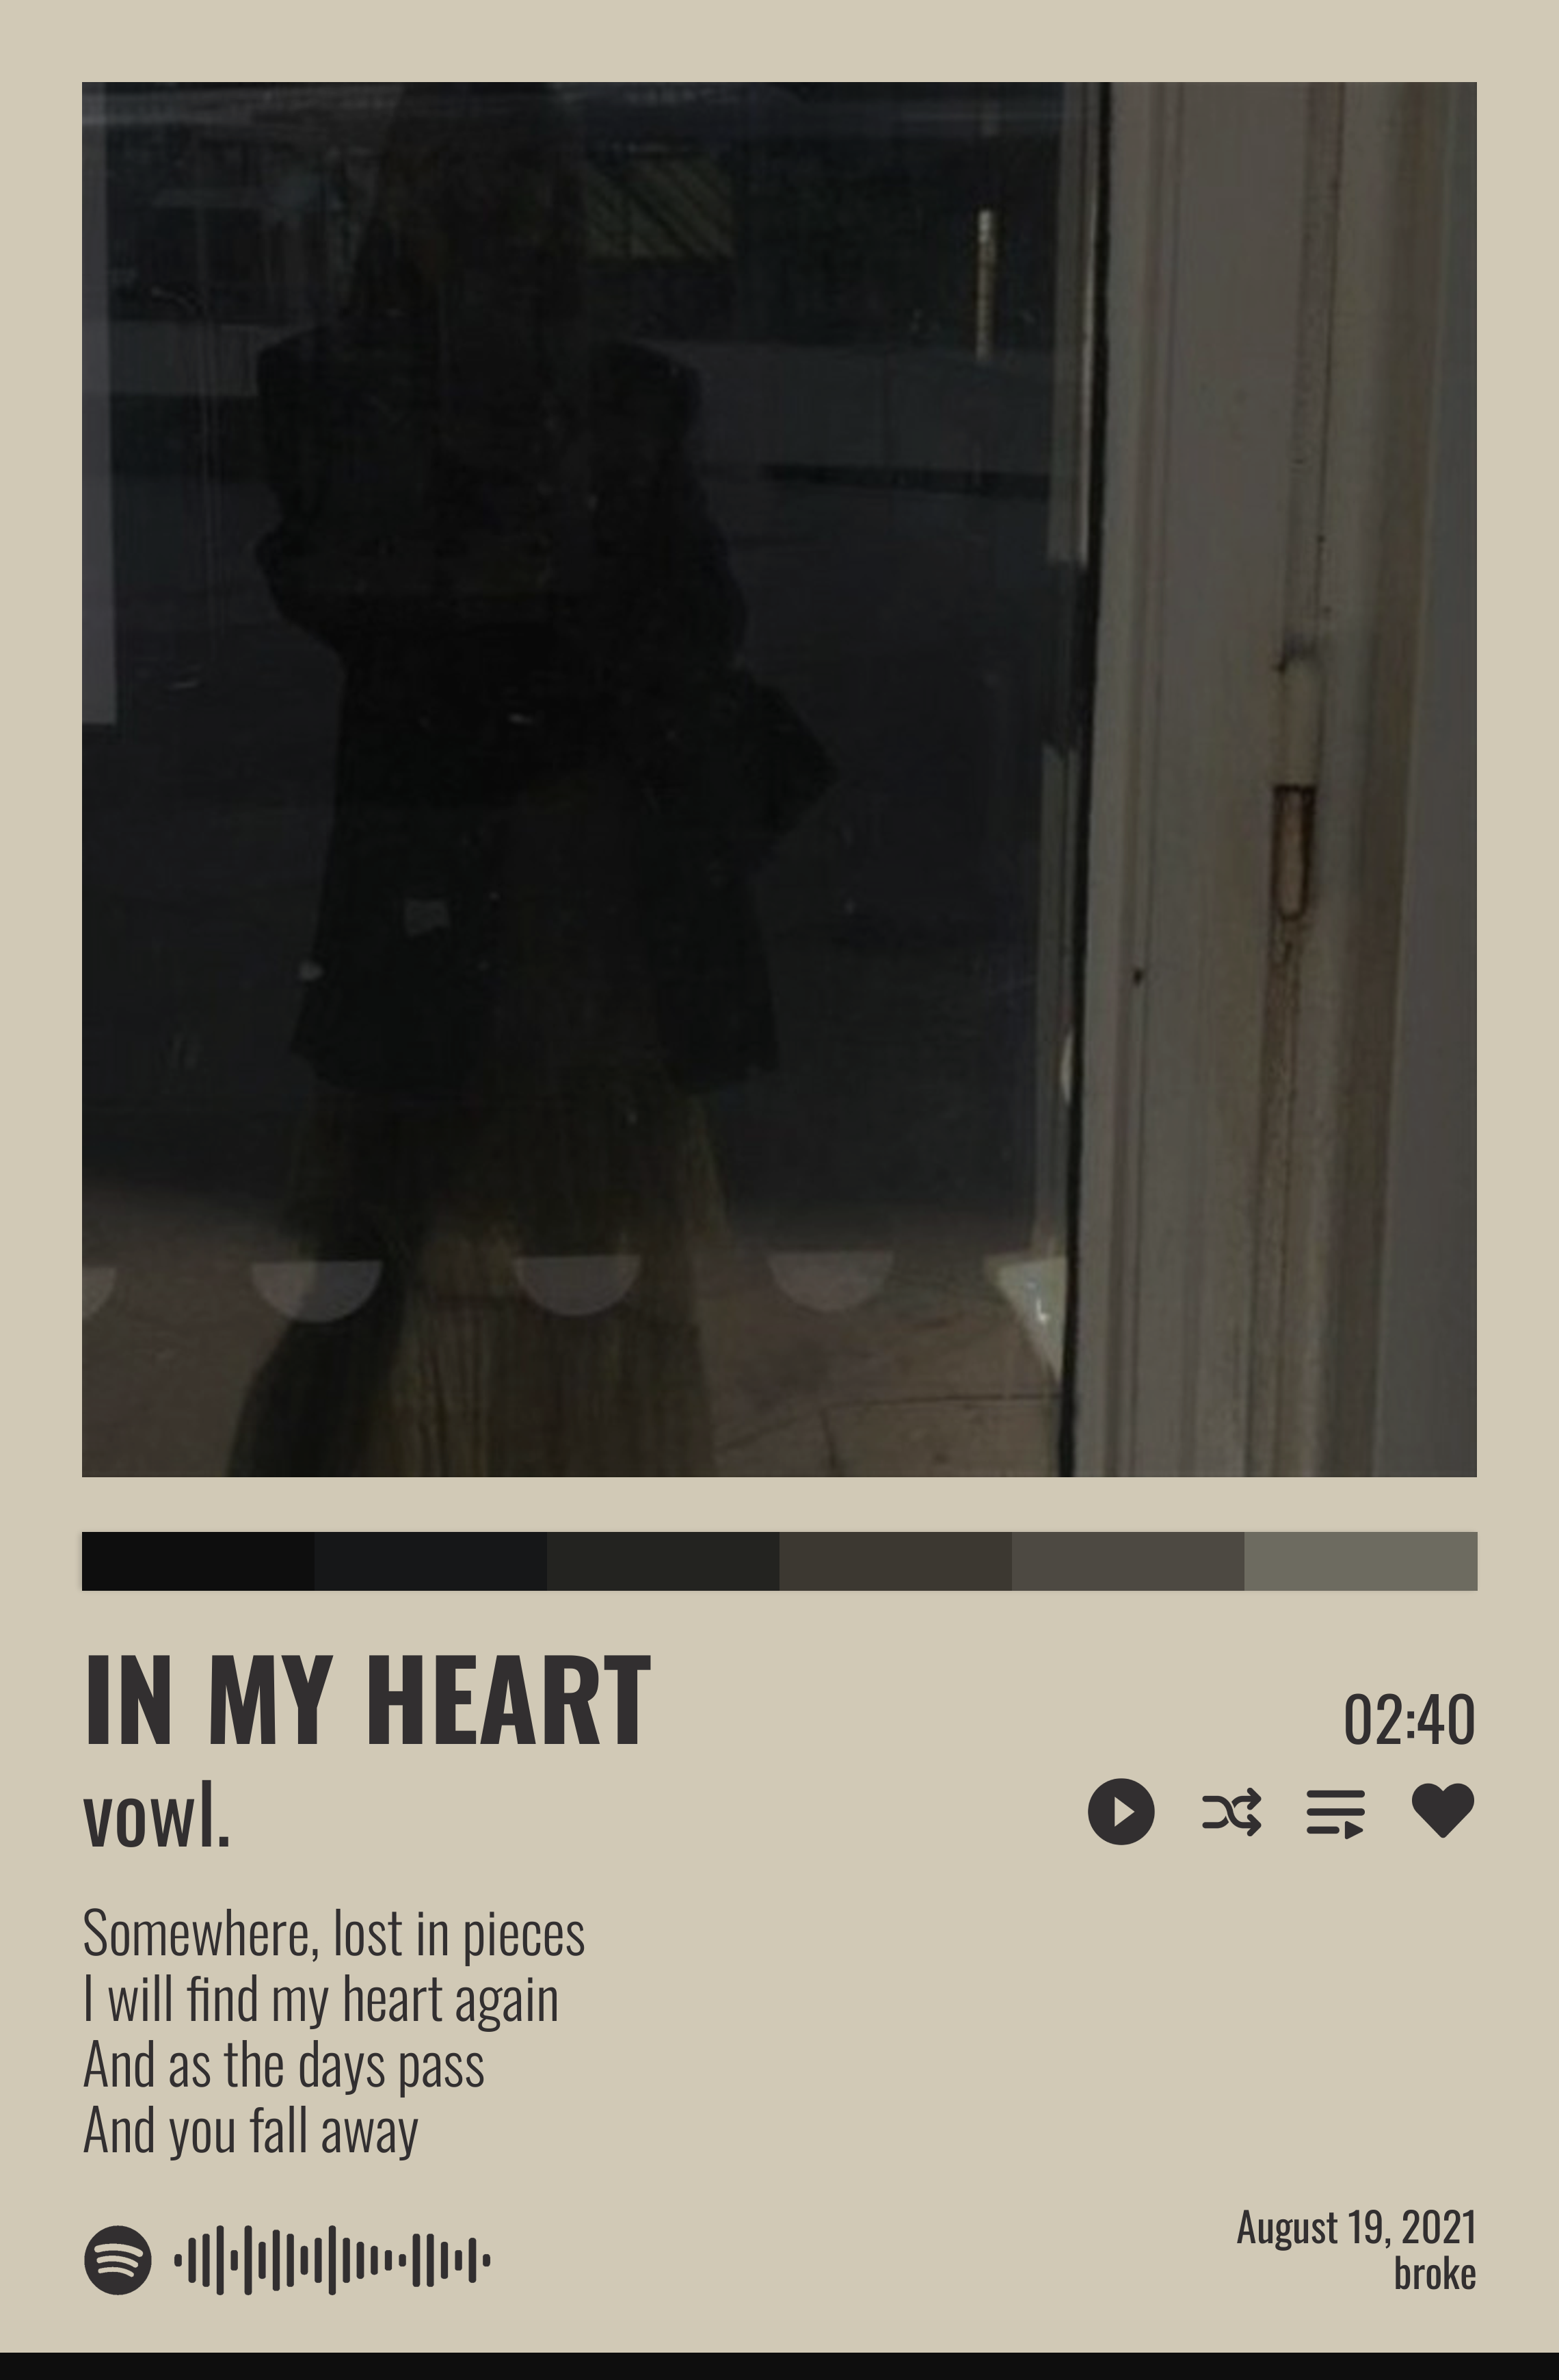 IN MY HEART
02:40
vowl.
Somewhere, lost in pieces
I will find my heart again
And as the days pass
And you fall away
August 19, 2021
broke